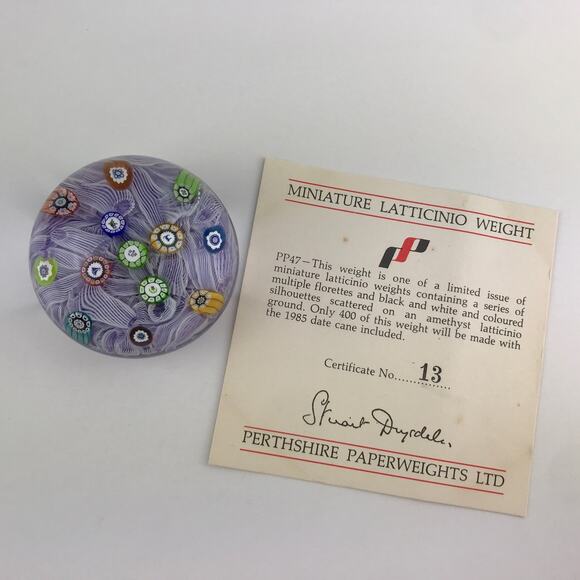 MINIATURE LATTICINIO WEIGHT
PP47—This weight is one of a limited issue of
miniature latticinio weights containing a series of
multiple florettes and black and white and coloured
silhouettes scattered on an amethyst latticinio
ground. Only 400 of this weight will be made with
the 1985 date cane included.
Certificate No..............13..........
Stuart Drysdale.
PERTHSHIRE PAPERWEIGHTS LTD